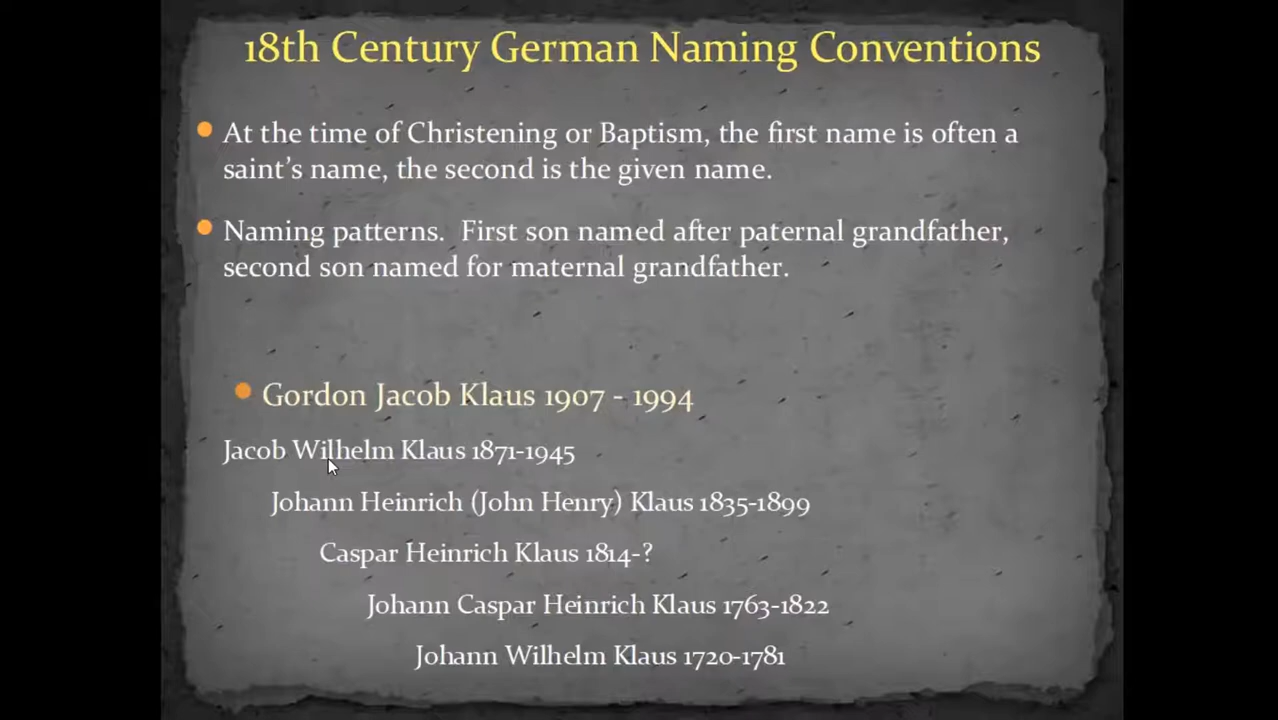 18th Century German Naming Conventions
At the time of Christening or Baptism, the first name is often a
saint's name, the second is the given name.
Naming patterns.  First son named after paternal grandfather,
second son named for maternal grandfather.
Gordon Jacob Klaus 1907 - 1994
Jacob Wilhelm Klaus 1871-1945
Johann Heinrich (John Henry) Klaus 1835-1899
Caspar Heinrich Klaus 1814-?
Johann Caspar Heinrich Klaus 1763-1822
Johann Wilhelm Klaus 1720-1781